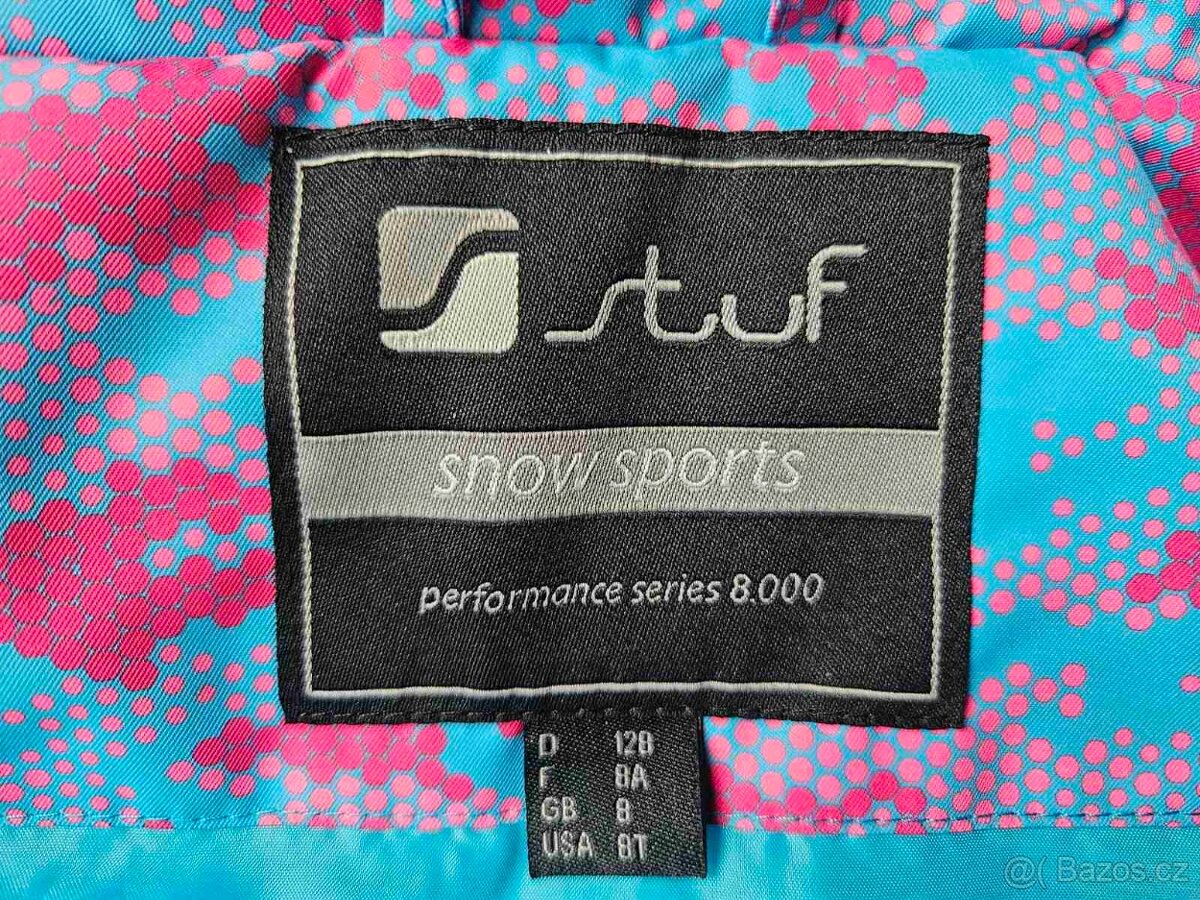 stuf
snow sports
performance series 8.000
D 128
F 8A
GB 8
USA 8T
@( Bazos.cz